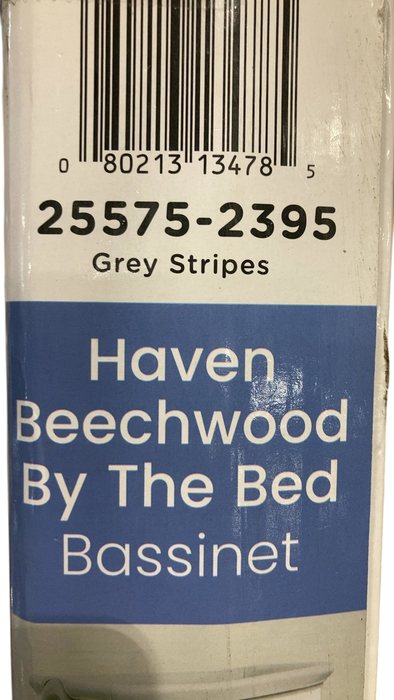 0 80213 13478 5
25575-2395
Grey Stripes
Haven
Beechwood
By The Bed
Bassinet